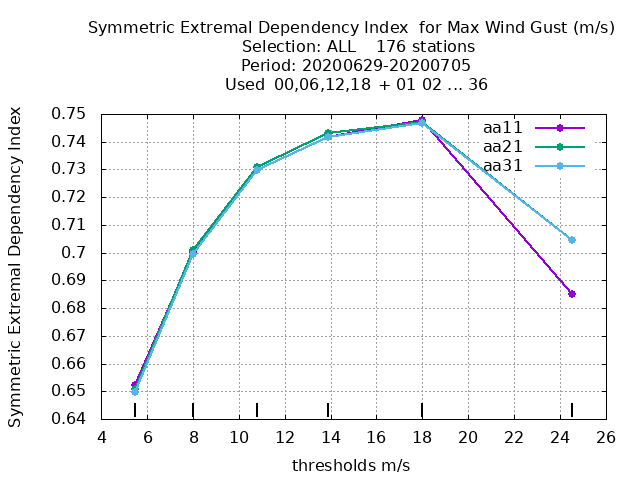 Symmetric Extremal Dependency Index  for Max Wind Gust (m/s)
Selection: ALL    176 stations
Period: 20200629-20200705
Used  00,06,12,18  + 01 02 ... 36
Symmetric Extremal Dependency Index
0.75
0.74
0.73
0.72
0.71
0.7
0.69
0.68
0.67
0.66
0.65
0.64
aa11
aa21
aa31
4 6 8 10 12 14 16 18 20 22 24 26
thresholds m/s